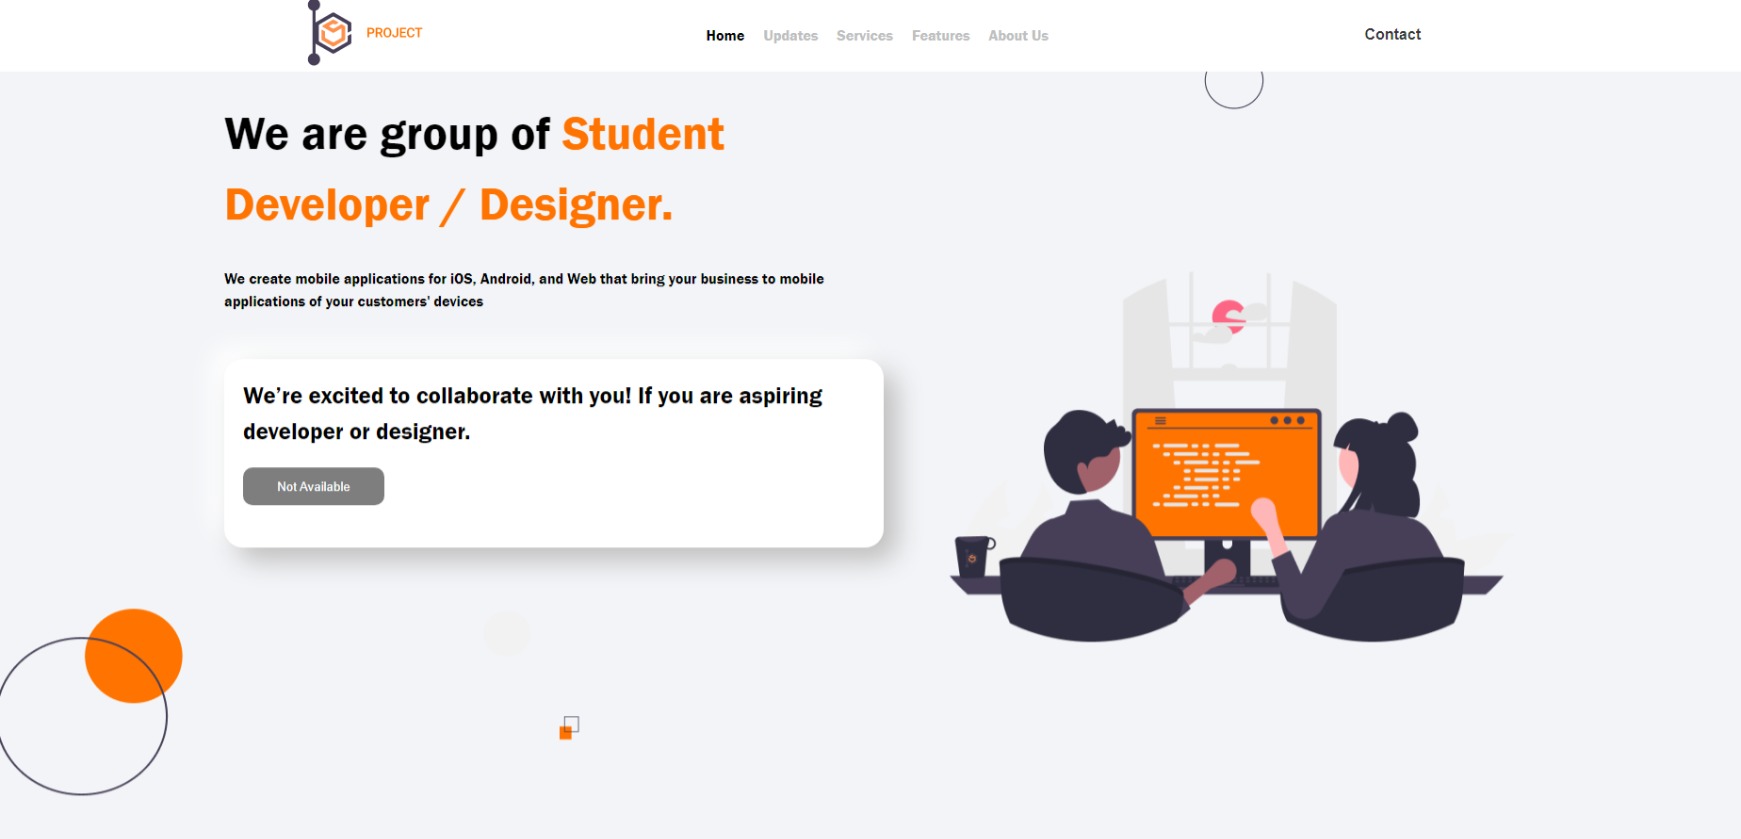 PROJECT
Home Updates Services Features About Us
Contact
We are group of Student
Developer / Designer.
We create mobile applications for iOS, Android, and Web that bring your business to mobile
applications of your customers' devices
We’re excited to collaborate with you! If you are aspiring
developer or designer.
Not Available